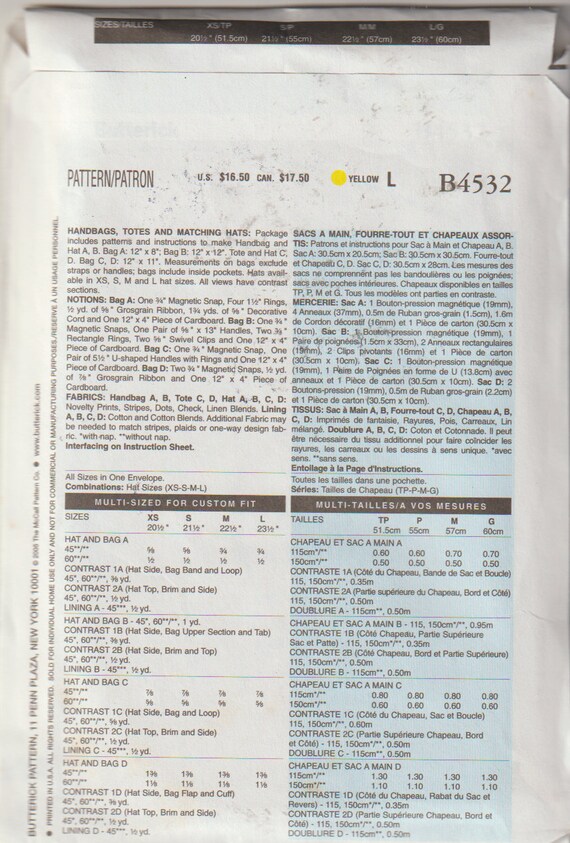 SIZES/TAILLES XS/TP S/P M/M L/G
20½" (51.5cm) 21½" (55cm) 22½" (57cm) 23½" (60cm)
PATTERN/PATRON U.S. $16.50 CAN. $17.50 YELLOW L B4532
HANDBAGS, TOTES AND MATCHING HATS: Package
includes patterns and instructions to make Handbag and
Hat A, B. Bag A: 12" x 8"; Bag B: 12" x 12". Tote and Hat C,
D. Bag C, D: 12" x 11". Measurements on bags exclude
straps or handles; bags include inside pockets. Hats avail-
able in XS, S, M and L hat sizes. All views have contrast
sections.
NOTIONS: Bag A: One ¾" Magnetic Snap, Four 1½" Rings,
½ yd. of ⅝" Grosgrain Ribbon, 1¾ yds. of ⅝" Decorative
Cord and One 12" x 4" Piece of Cardboard. Bag B: One ¾"
Magnetic Snaps, One Pair of ⅝" x 13" Handles, Two ¾"
Rectangle Rings, Two ⅝" Swivel Clips and One 12" x 4"
Piece of Cardboard. Bag C: One ¾" Magnetic Snap, One
Pair of 5½" U-shaped Handles with Rings and One 12" x 4"
Piece of Cardboard. Bag D: Two ¾" Magnetic Snaps, ½ yd.
of ⅞" Grosgrain Ribbon and One 12" x 4" Piece of
Cardboard.
FABRICS: Handbag A, B, Tote C, D, Hat A, B, C, D:
Novelty Prints, Stripes, Dots, Check, Linen Blends. Lining
A, B, C, D: Cotton and Cotton Blends. Additional Fabric may
be needed to match stripes, plaids or one-way design fab-
ric. *with-nap. **without nap.
Interfacing on Instruction Sheet.
All Sizes in One Envelope.
Combinations: Hat Sizes (XS-S-M-L)
MULTI-SIZED FOR CUSTOM FIT
SIZES XS S M L
20½" 21½" 22½" 23½"
HAT AND BAG A
45"*/** ⅝ ⅝ ¾ ¾
60"*/** ½ ½ ½ ½
CONTRAST 1A (Hat Side, Bag Band and Loop)
45", 60"*/**, ⅜ yd.
CONTRAST 2A (Hat Top, Brim and Side)
45", 60"*/**, ½ yd.
LINING A - 45"**, ½ yd.
HAT AND BAG B - 45", 60"*/**, 1 yd.
CONTRAST 1B (Hat Side, Bag Upper Section and Tab)
45", 60"*/**, ⅜ yd.
CONTRAST 2B (Hat Side, Brim and Top)
45", 60"*/**, ½ yd.
LINING B - 45"**, ½ yd.
HAT AND BAG C
45"*/** ⅞ ⅞ ⅞ ⅞
60"*/** ⅝ ⅝ ⅝ ⅝
CONTRAST 1C (Hat Side, Bag and Loop)
45", 60"*/**, ⅝ yd.
CONTRAST 2C (Hat Top, Brim and Side)
45", 60"*/**, ½ yd.
LINING C - 45"**, ½ yd.
HAT AND BAG D
45"*/** 1⅜ 1⅜ 1⅜ 1⅜
60"*/** 1⅛ 1⅛ 1⅛ 1⅛
CONTRAST 1D (Hat Side, Bag Flap and Cuff)
45", 60"*/**, ⅜ yd.
CONTRAST 2D (Hat Top, Brim and Side)
45", 60"*/**, ½ yd.
LINING D - 45"**, ½ yd.
SACS A MAIN, FOURRE-TOUT ET CHAPEAUX ASSOR-
TIS: Patrons et instructions pour Sac à Main et Chapeau A, B.
Sac A: 30.5cm x 20.5cm; Sac B: 30.5cm x 30.5cm. Fourre-tout
et Chapeau C, D. Sac C, D: 30.5cm x 28cm. Les mesures des
sacs ne comprennent pas les bandoulières ou les poignées;
sacs avec poches intérieures. Chapeaux disponibles en tailles
TP, P, M et G. Tous les modèles ont parties en contraste.
MERCERIE: Sac A: 1 Bouton-pression magnétique (19mm),
4 Anneaux (37mm), 0.5m de Ruban gros-grain (1.5cm), 1.6m
de Cordon décoratif (16mm) et 1 Pièce de carton (30.5cm x
10cm). Sac B: 1 Bouton-pression magnétique (19mm), 1
Paire de poignées (1.5cm x 33cm), 2 Anneaux rectangulaires
(19mm), 2 Clips pivotants (16mm) et 1 Pièce de carton
(30.5cm x 10cm). Sac C: 1 Bouton-pression magnétique
(19mm), 1 Paire de Poignées en forme de U (13.8cm) avec
anneaux et 1 Pièce de carton (30.5cm x 10cm). Sac D: 2
Boutons-pression (19mm), 0.5m de Ruban gros-grain (2.2cm)
et 1 Pièce de carton (30.5cm x 10cm).
TISSUS: Sac à Main A, B, Fourre-tout C, D, Chapeau A, B,
C, D: Imprimés de fantaisie, Rayures, Pois, Carreaux, Lin
mélangé. Doublure A, B, C, D: Coton et Cotonnade. Il peut
être nécessaire du tissu additionnel pour faire coïncider les
rayures, les carreaux ou les dessins à sens unique. *avec
sens. **sans sens.
Entoilage à la Page d'Instructions.
Toutes les tailles dans une pochette.
Séries: Tailles de Chapeau (TP-P-M-G)
MULTI-TAILLES/A VOS MESURES
TAILLES TP P M G
51.5cm 55cm 57cm 60cm
CHAPEAU ET SAC A MAIN A
115cm*/** 0.60 0.60 0.70 0.70
150cm*/** 0.50 0.50 0.50 0.50
CONTRASTE 1A (Côté du Chapeau, Bande de Sac et Boucle)
115, 150cm*/**, 0.35m
CONTRASTE 2A (Partie supérieure du Chapeau, Bord et Côté)
115, 150cm*/**, 0.50m
DOUBLURE A - 115cm**, 0.50m
CHAPEAU ET SAC A MAIN B - 115, 150cm*/**, 0.95m
CONTRASTE 1B (Côté Chapeau, Partie Supérieure
Sac et Patte) - 115, 150cm*/**, 0.35m
CONTRASTE 2B (Côté Chapeau, Bord et Partie Supérieure)
115, 150cm*/**, 0.50m
DOUBLURE B - 115cm**, 0.50m
CHAPEAU ET SAC A MAIN C
115cm*/** 0.80 0.80 0.80 0.80
150cm*/** 0.60 0.60 0.60 0.60
CONTRASTE 1C (Côté du Chapeau, Sac et Boucle)
115, 150cm*/**, 0.60m
CONTRASTE 2C (Partie Supérieure du Chapeau, Bord
et Côté) - 115, 150cm*/**, 0.50m
DOUBLURE C - 115cm**, 0.50m
CHAPEAU ET SAC A MAIN D
115cm*/** 1.30 1.30 1.30 1.30
150cm*/** 1.10 1.10 1.10 1.10
CONTRASTE 1D (Côté du Chapeau, Rabat du Sac et
Revers) - 115, 150cm*/**, 0.35m
CONTRASTE 2D (Partie Supérieure du Chapeau, Bord et
Côté) - 115, 150cm*/**, 0.50m
DOUBLURE D - 115cm**, 0.50m
BUTTERICK PATTERN, 11 PENN PLAZA, NEW YORK 10001 ● The McCall Pattern Co. ● www.butterick.com
● PRINTED IN U.S.A. ALL RIGHTS RESERVED. SOLD FOR INDIVIDUAL HOME USE ONLY AND NOT FOR COMMERCIAL OR MANUFACTURING PURPOSES/RESERVE A UN USAGE PERSONNEL.